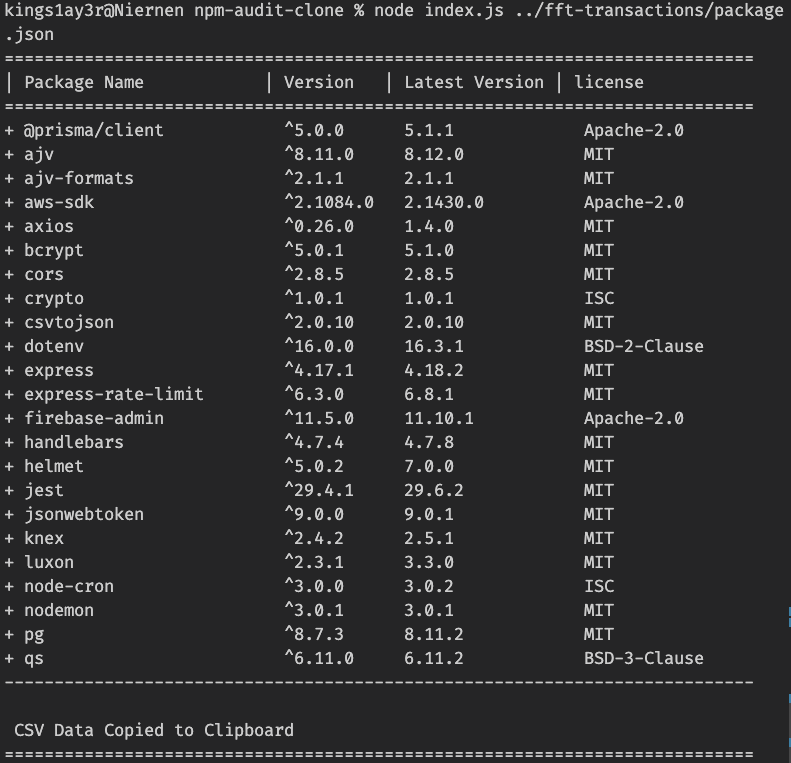 kings1ay3r@Niernen npm-audit-clone % node index.js ../fft-transactions/package
.json
===========================================================================
| Package Name            | Version   | Latest Version | license
===========================================================================
+ @prisma/client            ^5.0.0      5.1.1             Apache-2.0
+ ajv                       ^8.11.0     8.12.0            MIT
+ ajv-formats               ^2.1.1      2.1.1             MIT
+ aws-sdk                   ^2.1084.0   2.1430.0          Apache-2.0
+ axios                     ^0.26.0     1.4.0             MIT
+ bcrypt                    ^5.0.1      5.1.0             MIT
+ cors                      ^2.8.5      2.8.5             MIT
+ crypto                    ^1.0.1      1.0.1             ISC
+ csvtojson                 ^2.0.10     2.0.10            MIT
+ dotenv                    ^16.0.0     16.3.1            BSD-2-Clause
+ express                   ^4.17.1     4.18.2            MIT
+ express-rate-limit        ^6.3.0      6.8.1             MIT
+ firebase-admin            ^11.5.0     11.10.1           Apache-2.0
+ handlebars                ^4.7.4      4.7.8             MIT
+ helmet                    ^5.0.2      7.0.0             MIT
+ jest                      ^29.4.1     29.6.2            MIT
+ jsonwebtoken              ^9.0.0      9.0.1             MIT
+ knex                      ^2.4.2      2.5.1             MIT
+ luxon                     ^2.3.1      3.3.0             MIT
+ node-cron                 ^3.0.0      3.0.2             ISC
+ nodemon                   ^3.0.1      3.0.1             MIT
+ pg                        ^8.7.3      8.11.2            MIT
+ qs                        ^6.11.0     6.11.2            BSD-3-Clause
---------------------------------------------------------------------------
CSV Data Copied to Clipboard
===========================================================================